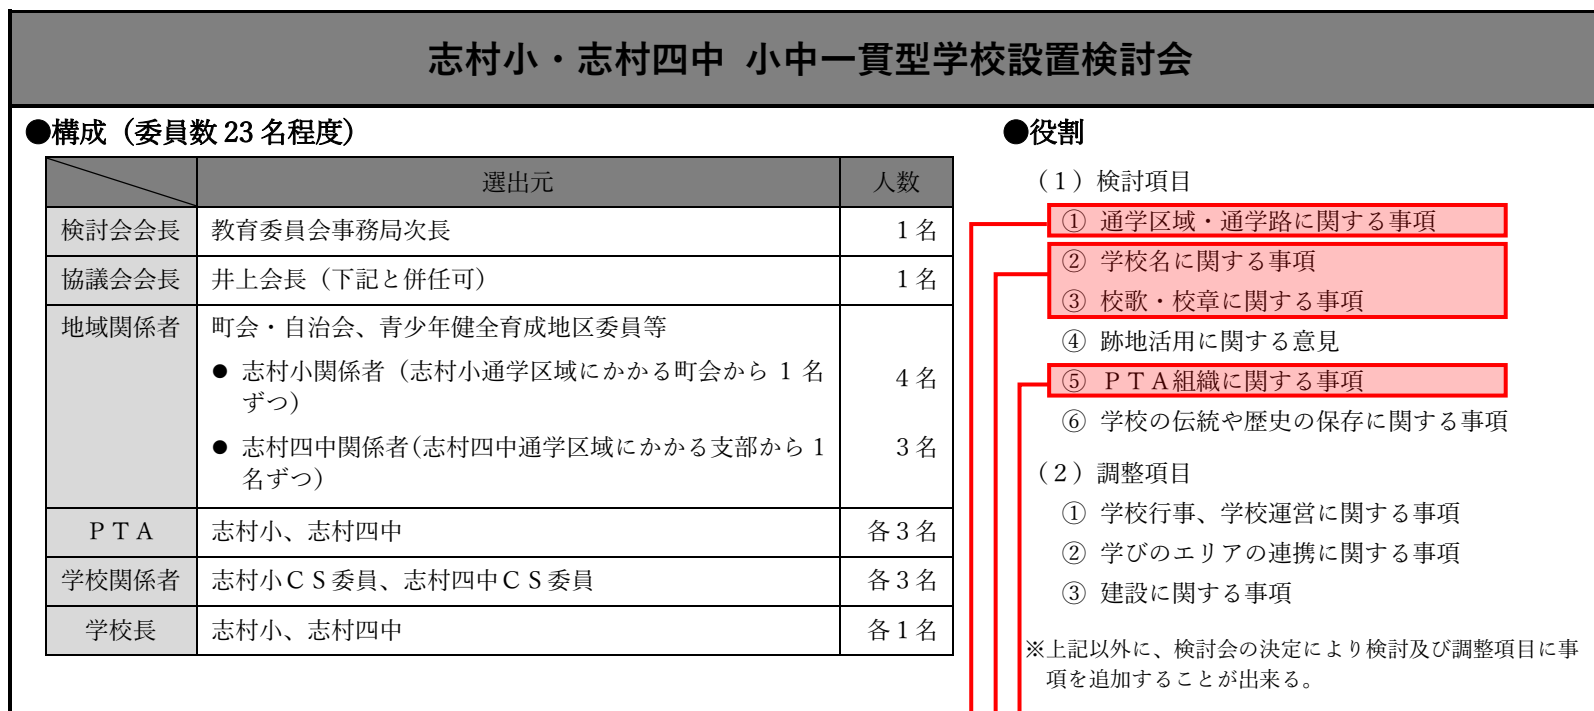 志村小・志村四中 小中一貫型学校設置検討会
●構成（委員数 23 名程度）
選出元 人数
検討会会長 教育委員会事務局次長 1名
協議会会長 井上会長（下記と併任可） 1名
地域関係者 町会・自治会、青少年健全育成地区委員等
● 志村小関係者（志村小通学区域にかかる町会から 1 名
ずつ） 4名
● 志村四中関係者（志村四中通学区域にかかる支部から 1
名ずつ） 3名
ＰＴＡ 志村小、志村四中 各3名
学校関係者 志村小ＣＳ委員、志村四中ＣＳ委員 各3名
学校長 志村小、志村四中 各1名
●役割
（1）検討項目
① 通学区域・通学路に関する事項
② 学校名に関する事項
③ 校歌・校章に関する事項
④ 跡地活用に関する意見
⑤ ＰＴＡ組織に関する事項
⑥ 学校の伝統や歴史の保存に関する事項
（2）調整項目
① 学校行事、学校運営に関する事項
② 学びのエリアの連携に関する事項
③ 建設に関する事項
※上記以外に、検討会の決定により検討及び調整項目に事
項を追加することが出来る。